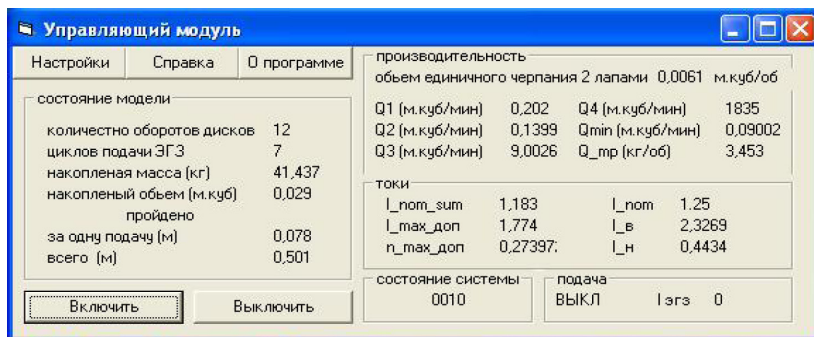 Управляющий модуль
Настройки Справка О программе
состояние модели
количестно оборотов дисков 12
циклов подачи ЭГЗ 7
накопленая масса (кг) 41,437
накопленый обьем (м.куб) 0,029
пройдено
за одну подачу (м) 0,078
всего (м) 0,501
Включить Выключить
производительность
обьем единичного черпания 2 лапами 0,0061 м.куб/об
Q1 (м.куб/мин) 0,202 Q4 (м.куб/мин) 1835
Q2 (м.куб/мин) 0,1399 Qmin (м.куб/мин) 0,09002
Q3 (м.куб/мин) 9,0026 Q_mp (кг/об) 3,453
токи
I_nom_sum 1,183 I_nom 1.25
I_max_доп 1,774 I_в 2,3269
n_max_доп 0,27397 I_н 0,4434
состояние системы
0010
подача
ВЫКЛ I эгз 0